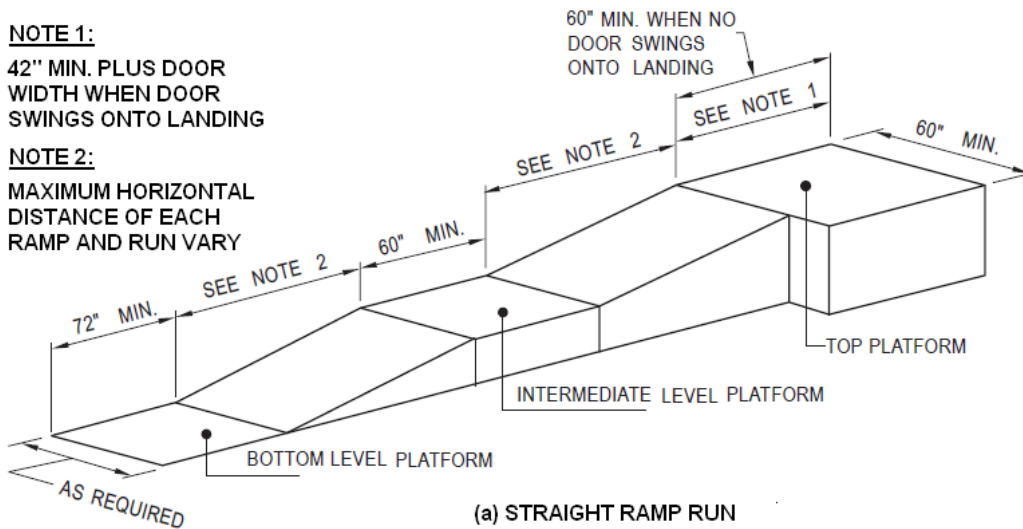 NOTE 1:
42" MIN. PLUS DOOR
WIDTH WHEN DOOR
SWINGS ONTO LANDING
NOTE 2:
MAXIMUM HORIZONTAL
DISTANCE OF EACH
RAMP AND RUN VARY
60" MIN. WHEN NO
DOOR SWINGS
ONTO LANDING
SEE NOTE 1
60" MIN.
SEE NOTE 2
60" MIN.
SEE NOTE 2
72" MIN.
TOP PLATFORM
INTERMEDIATE LEVEL PLATFORM
BOTTOM LEVEL PLATFORM
AS REQUIRED
(a) STRAIGHT RAMP RUN